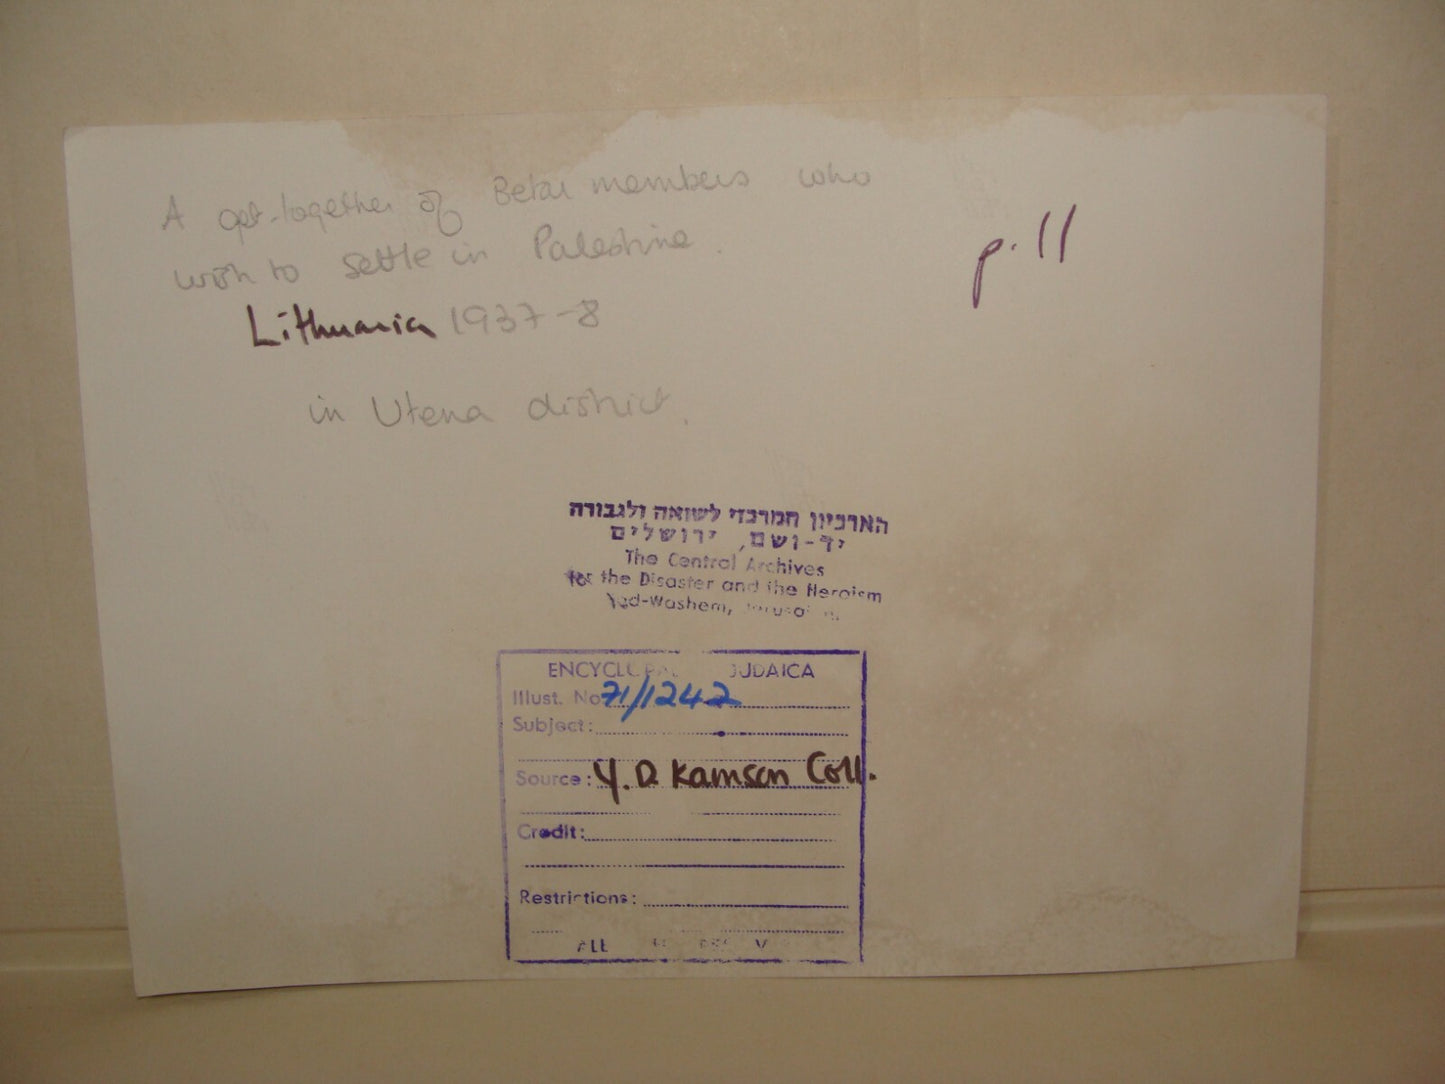 A get-together of Betar members who
wish to settle in Palestine.
Lithuania 1937-8
in Utena district.
p. 11
הארכיון המרכזי לשואה ולגבורה
יד-ושם, ירושלים
The Central Archives
for the Disaster and the Heroism
Yad-Washem,
JUDAICA
Illust. No 71/1242
Subject:
Source: Y. D. Kamson Coll.
Credit:
Restrictions:
ALL